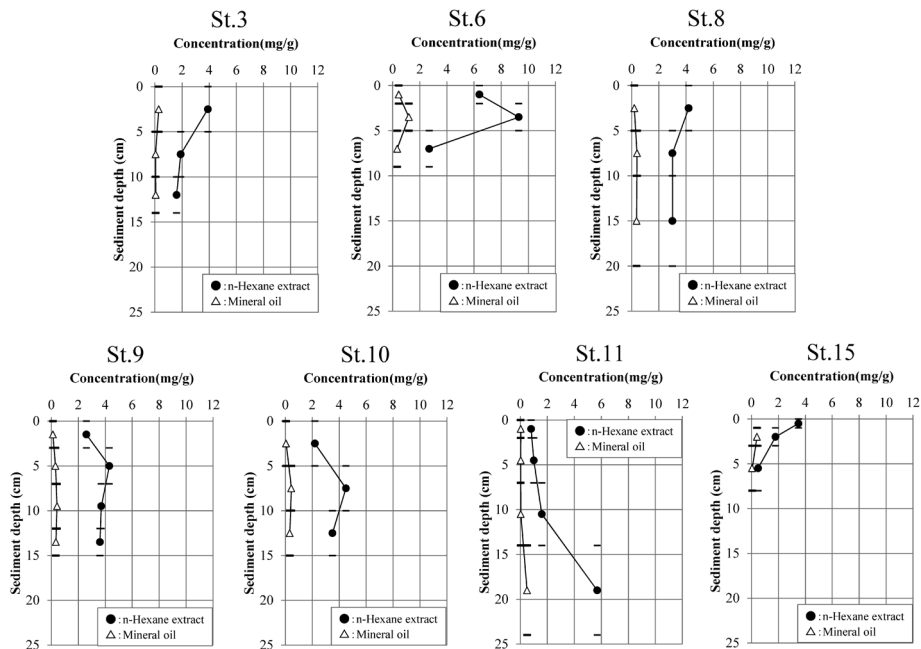 St.3
Concentration(mg/g)
0 2 4 6 8 10 12
0
5
10
15
20
25
Sediment depth (cm)
●: n-Hexane extract
△: Mineral oil
St.6
Concentration(mg/g)
0 2 4 6 8 10 12
0
5
10
15
20
25
Sediment depth (cm)
●: n-Hexane extract
△: Mineral oil
St.8
Concentration(mg/g)
0 2 4 6 8 10 12
0
5
10
15
20
25
Sediment depth (cm)
●: n-Hexane extract
△: Mineral oil
St.9
Concentration(mg/g)
0 2 4 6 8 10 12
0
5
10
15
20
25
Sediment depth (cm)
●: n-Hexane extract
△: Mineral oil
St.10
Concentration(mg/g)
0 2 4 6 8 10 12
0
5
10
15
20
25
Sediment depth (cm)
●: n-Hexane extract
△: Mineral oil
St.11
Concentration(mg/g)
0 2 4 6 8 10 12
0
5
10
15
20
25
Sediment depth (cm)
●: n-Hexane extract
△: Mineral oil
St.15
Concentration(mg/g)
0 2 4 6 8 10 12
0
5
10
15
20
25
Sediment depth (cm)
●: n-Hexane extract
△: Mineral oil